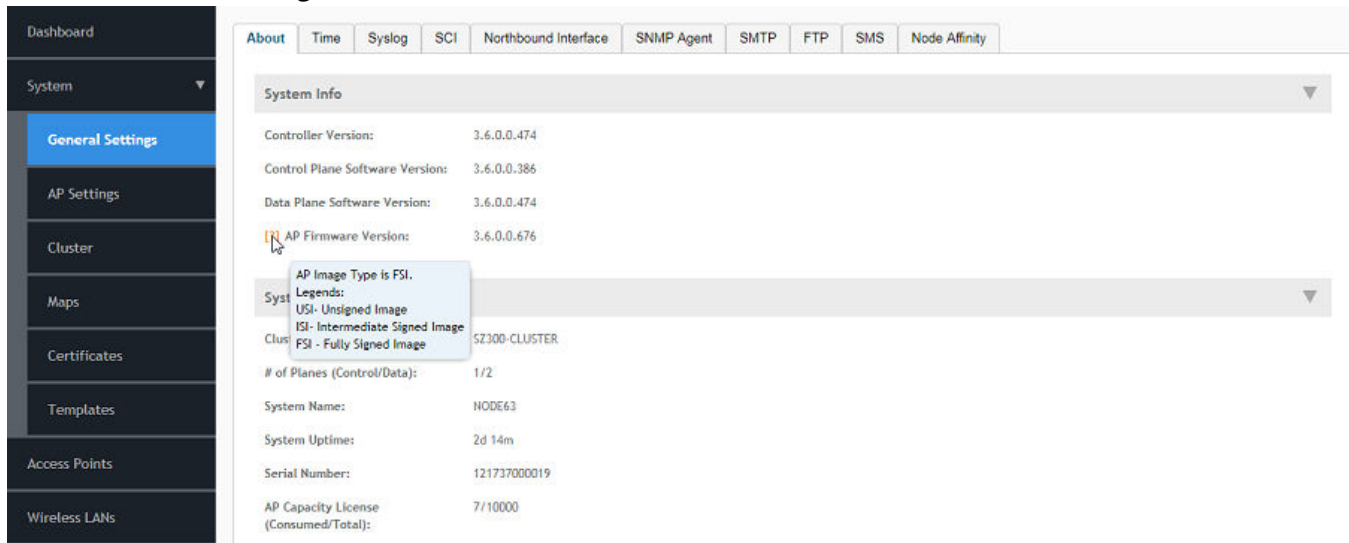 Dashboard
System
General Settings
AP Settings
Cluster
Maps
Certificates
Templates
Access Points
Wireless LANs
About Time Syslog SCI Northbound Interface SNMP Agent SMTP FTP SMS Node Affinity
System Info
Controller Version: 3.6.0.0.474
Control Plane Software Version: 3.6.0.0.386
Data Plane Software Version: 3.6.0.0.474
[?] AP Firmware Version: 3.6.0.0.676
AP Image Type is FSI.
Legends:
USI- Unsigned Image
ISI- Intermediate Signed Image
FSI - Fully Signed Image
Syst
Clus SZ300-CLUSTER
# of Planes (Control/Data): 1/2
System Name: NODE63
System Uptime: 2d 14m
Serial Number: 121737000019
AP Capacity License 7/10000
(Consumed/Total):